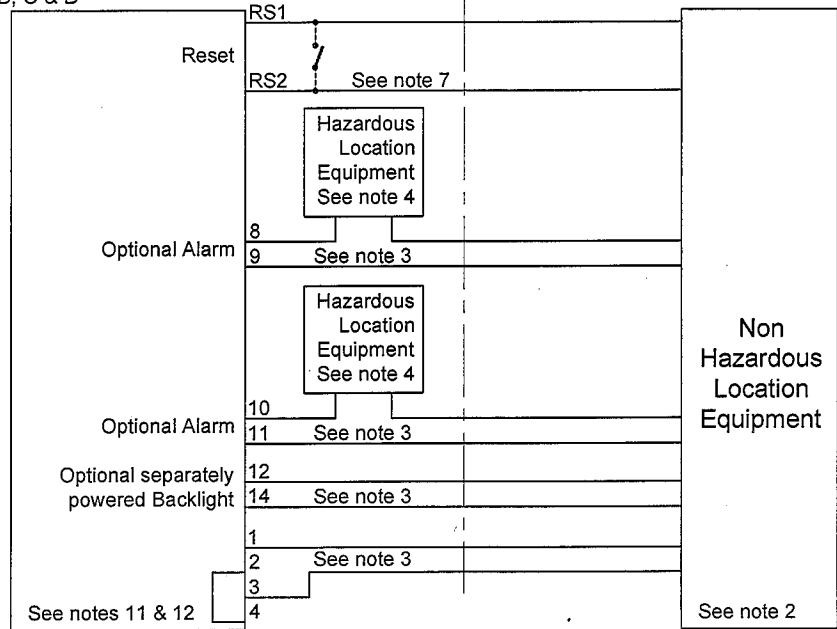 RS1
Reset
RS2 See note 7
Hazardous
Location
Equipment
See note 4
8
Optional Alarm
9 See note 3
Hazardous
Location
Equipment
See note 4
Non
Hazardous
Location
Equipment
10
Optional Alarm
11 See note 3
Optional separately
powered Backlight
12
14 See note 3
1
2 See note 3
3
4
See notes 11 & 12
See note 2